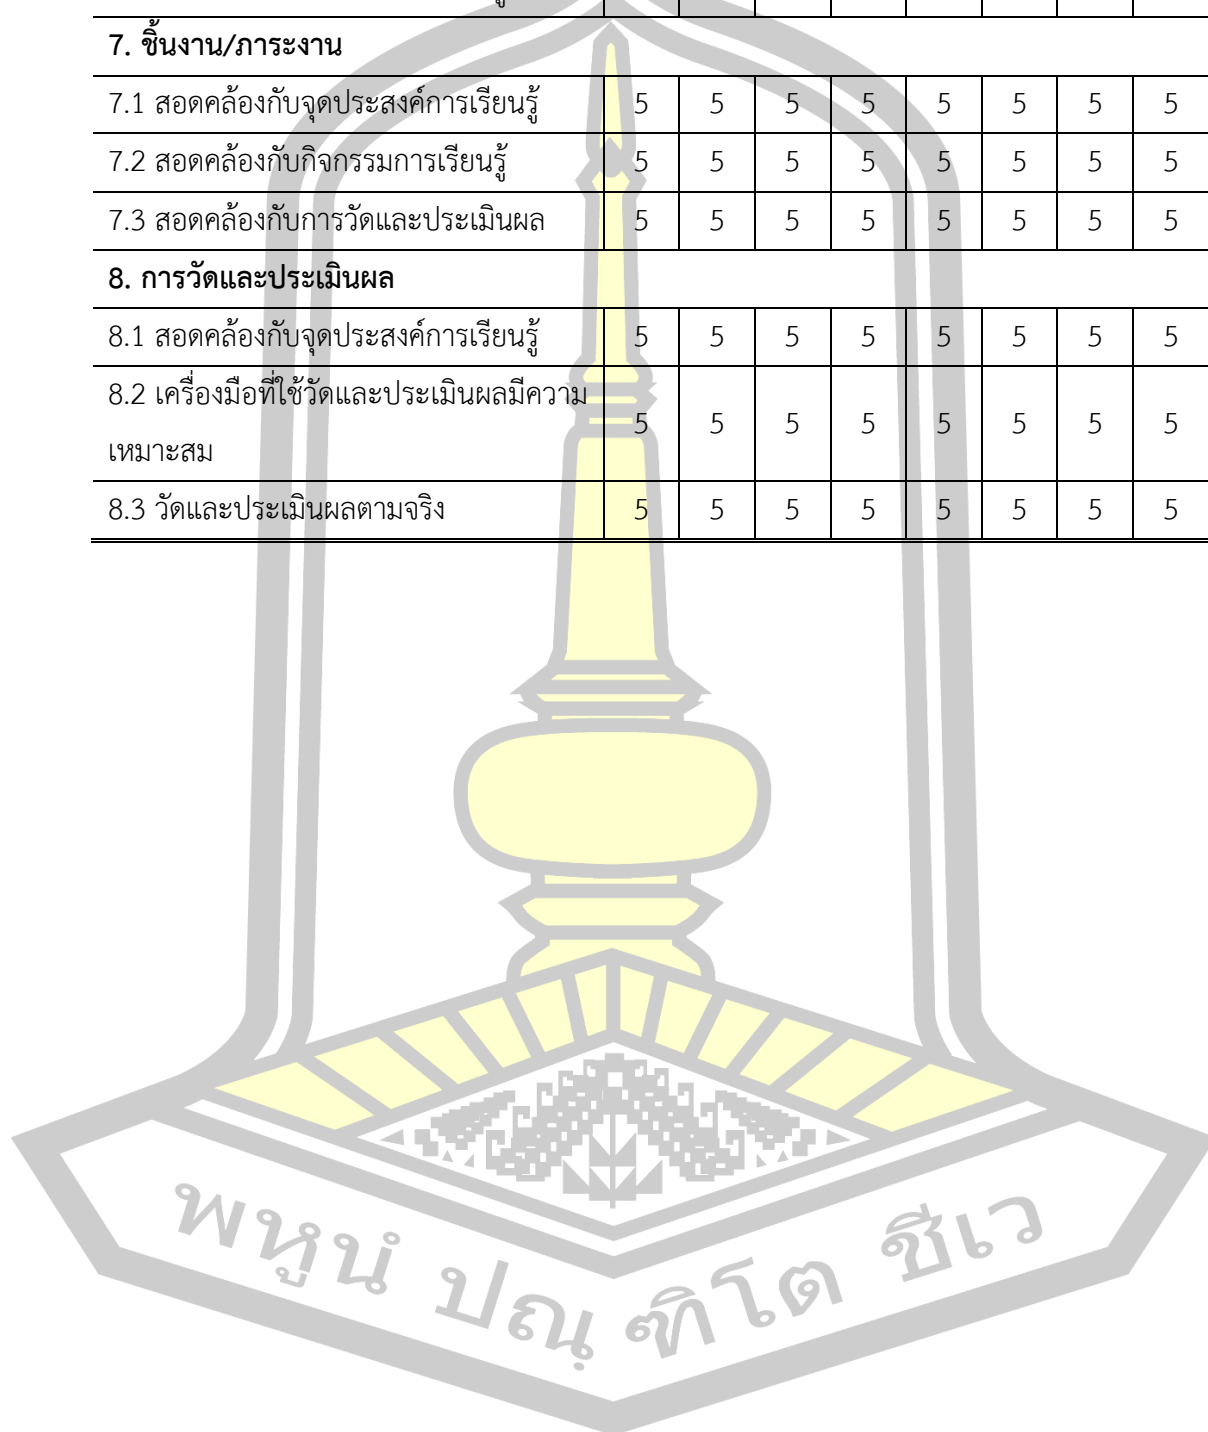 7. ชิ้นงาน/ภาระงาน
7.1 สอดคล้องกับจุดประสงค์การเรียนรู้ 5 5 5 5 5 5 5 5
7.2 สอดคล้องกับกิจกรรมการเรียนรู้ 5 5 5 5 5 5 5 5
7.3 สอดคล้องกับการวัดและประเมินผล 5 5 5 5 5 5 5 5
8. การวัดและประเมินผล
8.1 สอดคล้องกับจุดประสงค์การเรียนรู้ 5 5 5 5 5 5 5 5
8.2 เครื่องมือที่ใช้วัดและประเมินผลมีความ
เหมาะสม 5 5 5 5 5 5 5 5
8.3 วัดและประเมินผลตามจริง 5 5 5 5 5 5 5 5
พหูนํ ปณฺฑิโต ชีเว